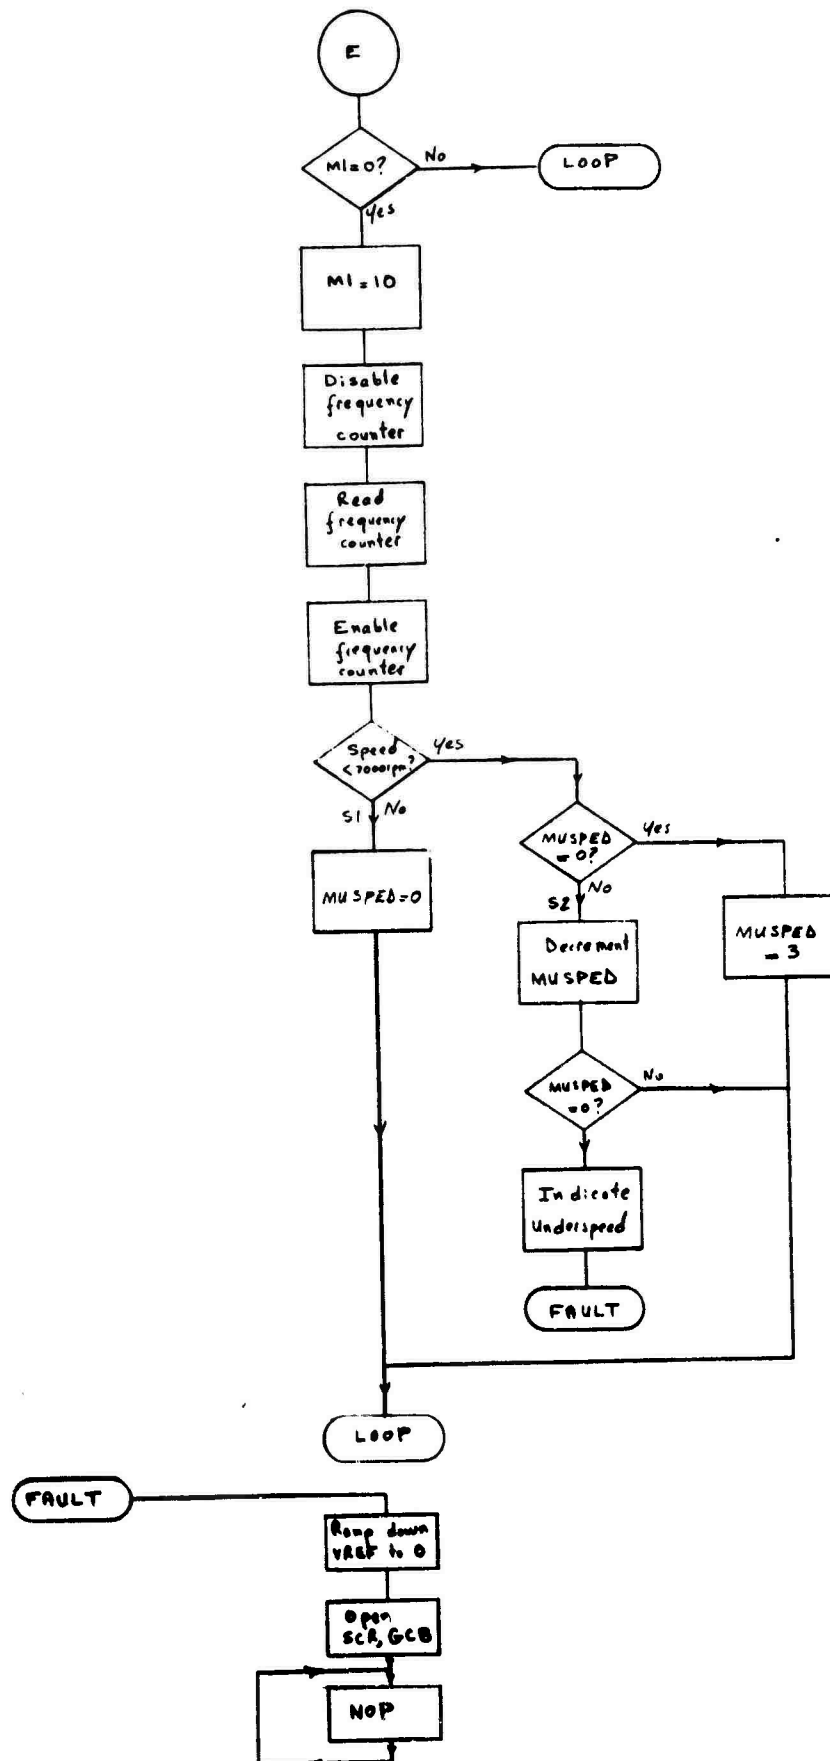 E
M1=0?
No
LOOP
Yes
M1=10
Disable
frequency
counter
Read
frequency
counter
Enable
frequency
counter
Speed
<7000rpm?
Yes
S1
No
MUSPED=0
MUSPED
=0?
Yes
S2
No
MUSPED
=3
Decrement
MUSPED
MUSPED
=0?
No
Indicate
Underspeed
FAULT
LOOP
FAULT
Ramp down
VREF to 0
Open
SCR, GCB
NOP